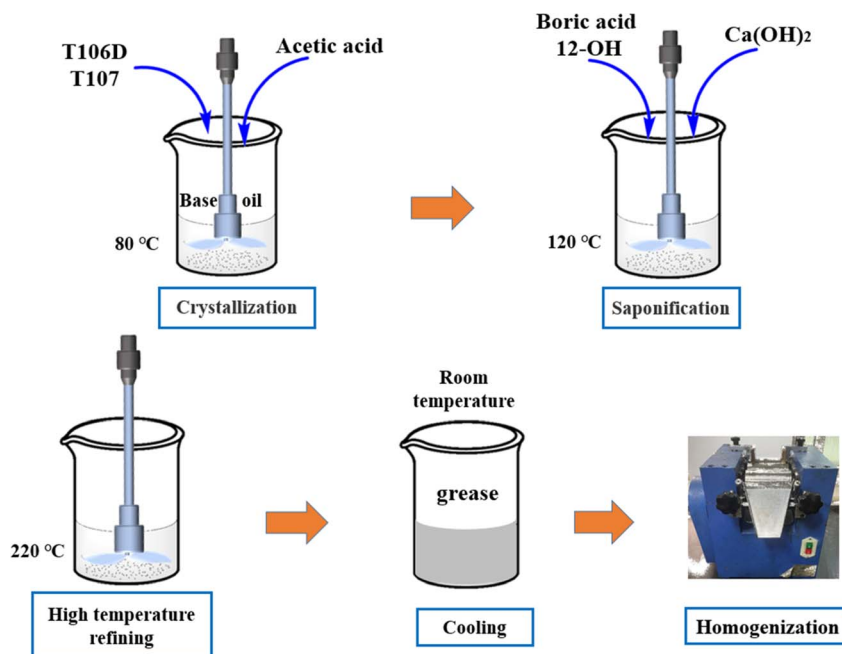 T106D
T107
Acetic acid
Base oil
80 ℃
Crystallization
Boric acid
12-OH
Ca(OH)₂
120 ℃
Saponification
220 ℃
High temperature
refining
Room
temperature
grease
Cooling
Homogenization